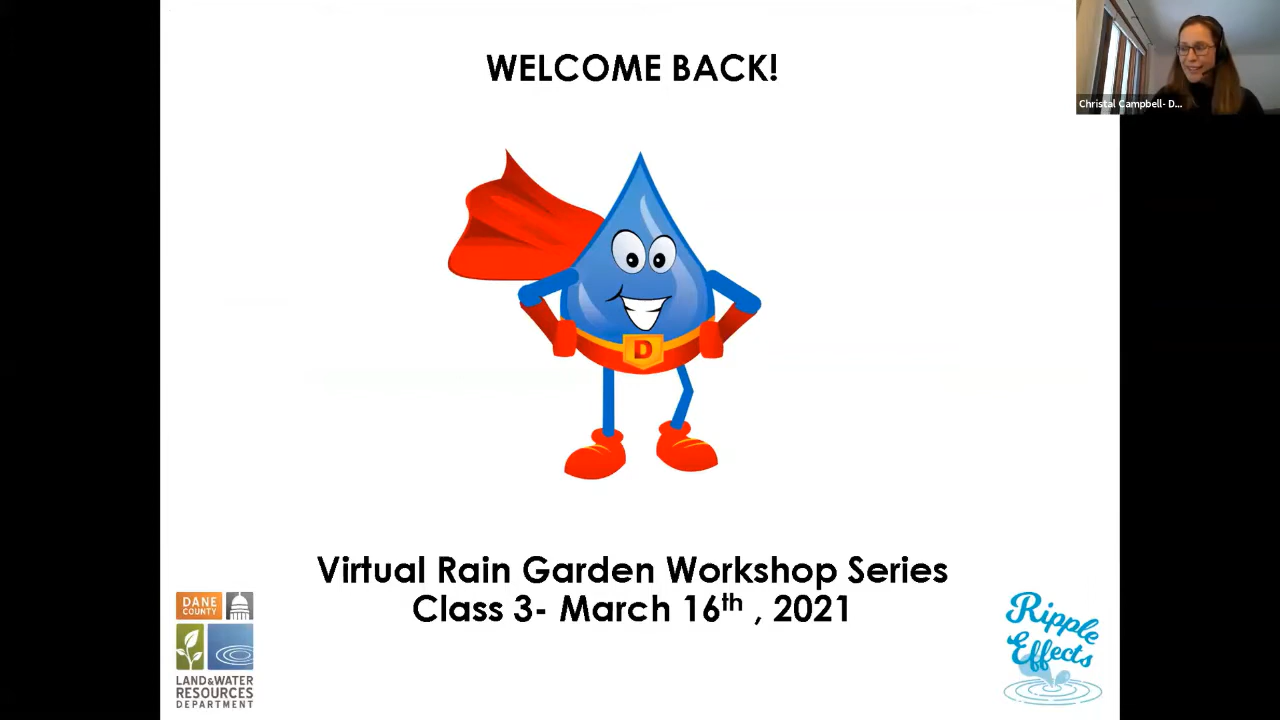 WELCOME BACK!
Christal Campbell- D...
D
Virtual Rain Garden Workshop Series
Class 3- March 16th , 2021
DANE
COUNTY
LAND&WATER
RESOURCES
DEPARTMENT
Ripple
Effects